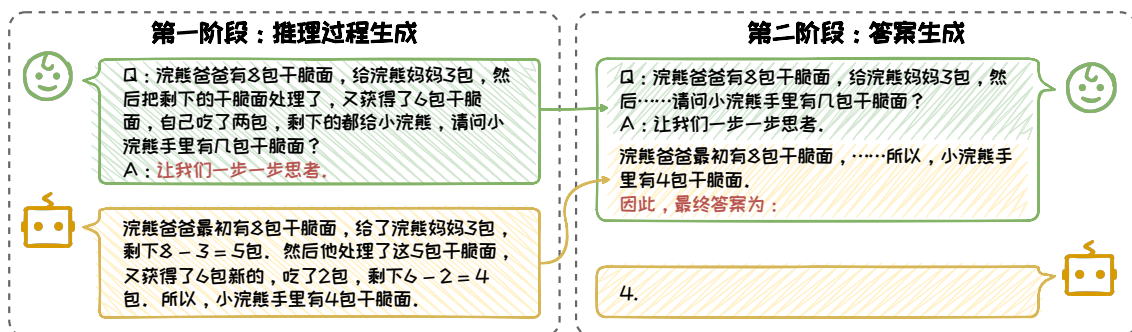 第一阶段：推理过程生成
Q：浣熊爸爸有8包干脆面，给浣熊妈妈3包，然
后把剩下的干脆面处理了，又获得了6包干脆
面，自己吃了两包，剩下的都给小浣熊，请问小
浣熊手里有几包干脆面？
A：让我们一步一步思考.
浣熊爸爸最初有8包干脆面，给了浣熊妈妈3包，
剩下8 - 3 = 5包. 然后他处理了这5包干脆面，
又获得了6包新的，吃了2包，剩下6 - 2 = 4
包. 所以，小浣熊手里有4包干脆面.
第二阶段：答案生成
Q：浣熊爸爸有8包干脆面，给浣熊妈妈3包，然
后……请问小浣熊手里有几包干脆面？
A：让我们一步一步思考.
浣熊爸爸最初有8包干脆面，……所以，小浣熊手
里有4包干脆面.
因此，最终答案为：
4.